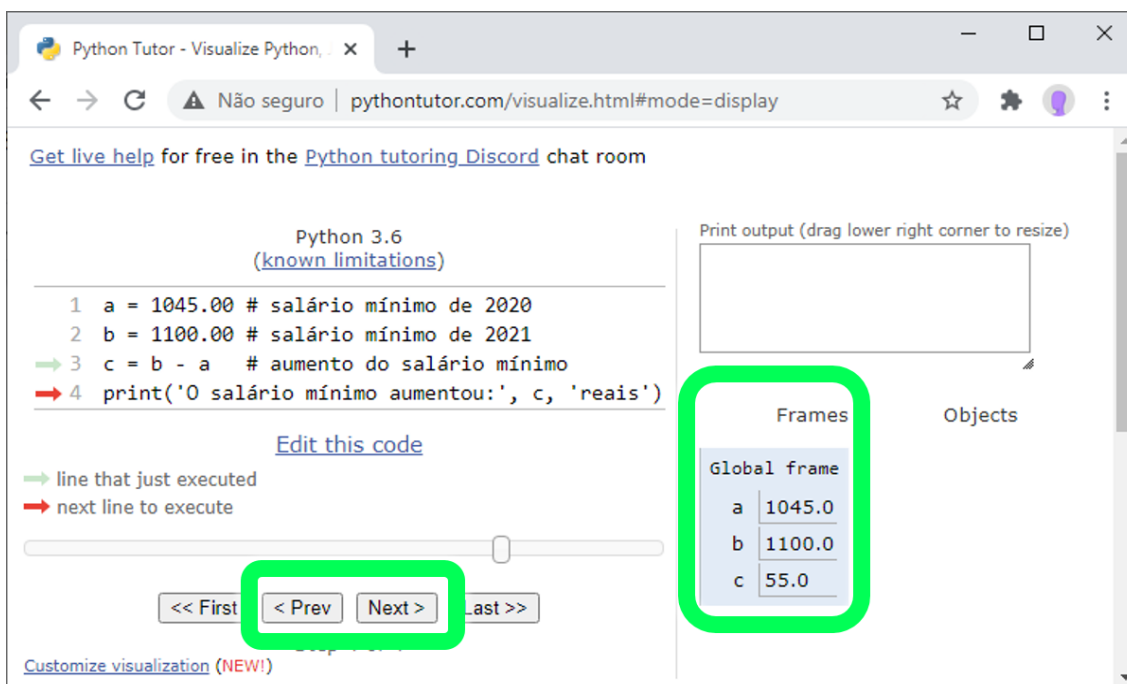 Python Tutor - Visualize Python,
Não seguro | pythontutor.com/visualize.html#mode=display
Get live help for free in the Python tutoring Discord chat room
Python 3.6
(known limitations)
1 a = 1045.00 # salário mínimo de 2020
2 b = 1100.00 # salário mínimo de 2021
3 c = b - a # aumento do salário mínimo
4 print('O salário mínimo aumentou:', c, 'reais')
Edit this code
line that just executed
next line to execute
<< First < Prev Next > Last >>
Customize visualization (NEW!)
Print output (drag lower right corner to resize)
Frames Objects
Global frame
a 1045.0
b 1100.0
c 55.0